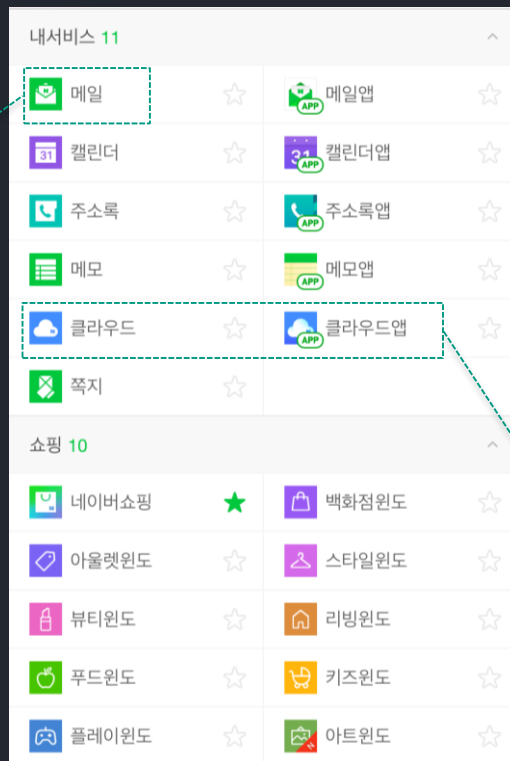 내서비스 11
메일 APP 메일앱
31 캘린더 31 APP 캘린더앱
주소록 APP 주소록앱
메모 APP 메모앱
클라우드 APP 클라우드앱
쪽지
쇼핑 10
네이버쇼핑 백화점윈도
아울렛윈도 스타일윈도
뷰티윈도 리빙윈도
푸드윈도 키즈윈도
플레이윈도 N 아트윈도